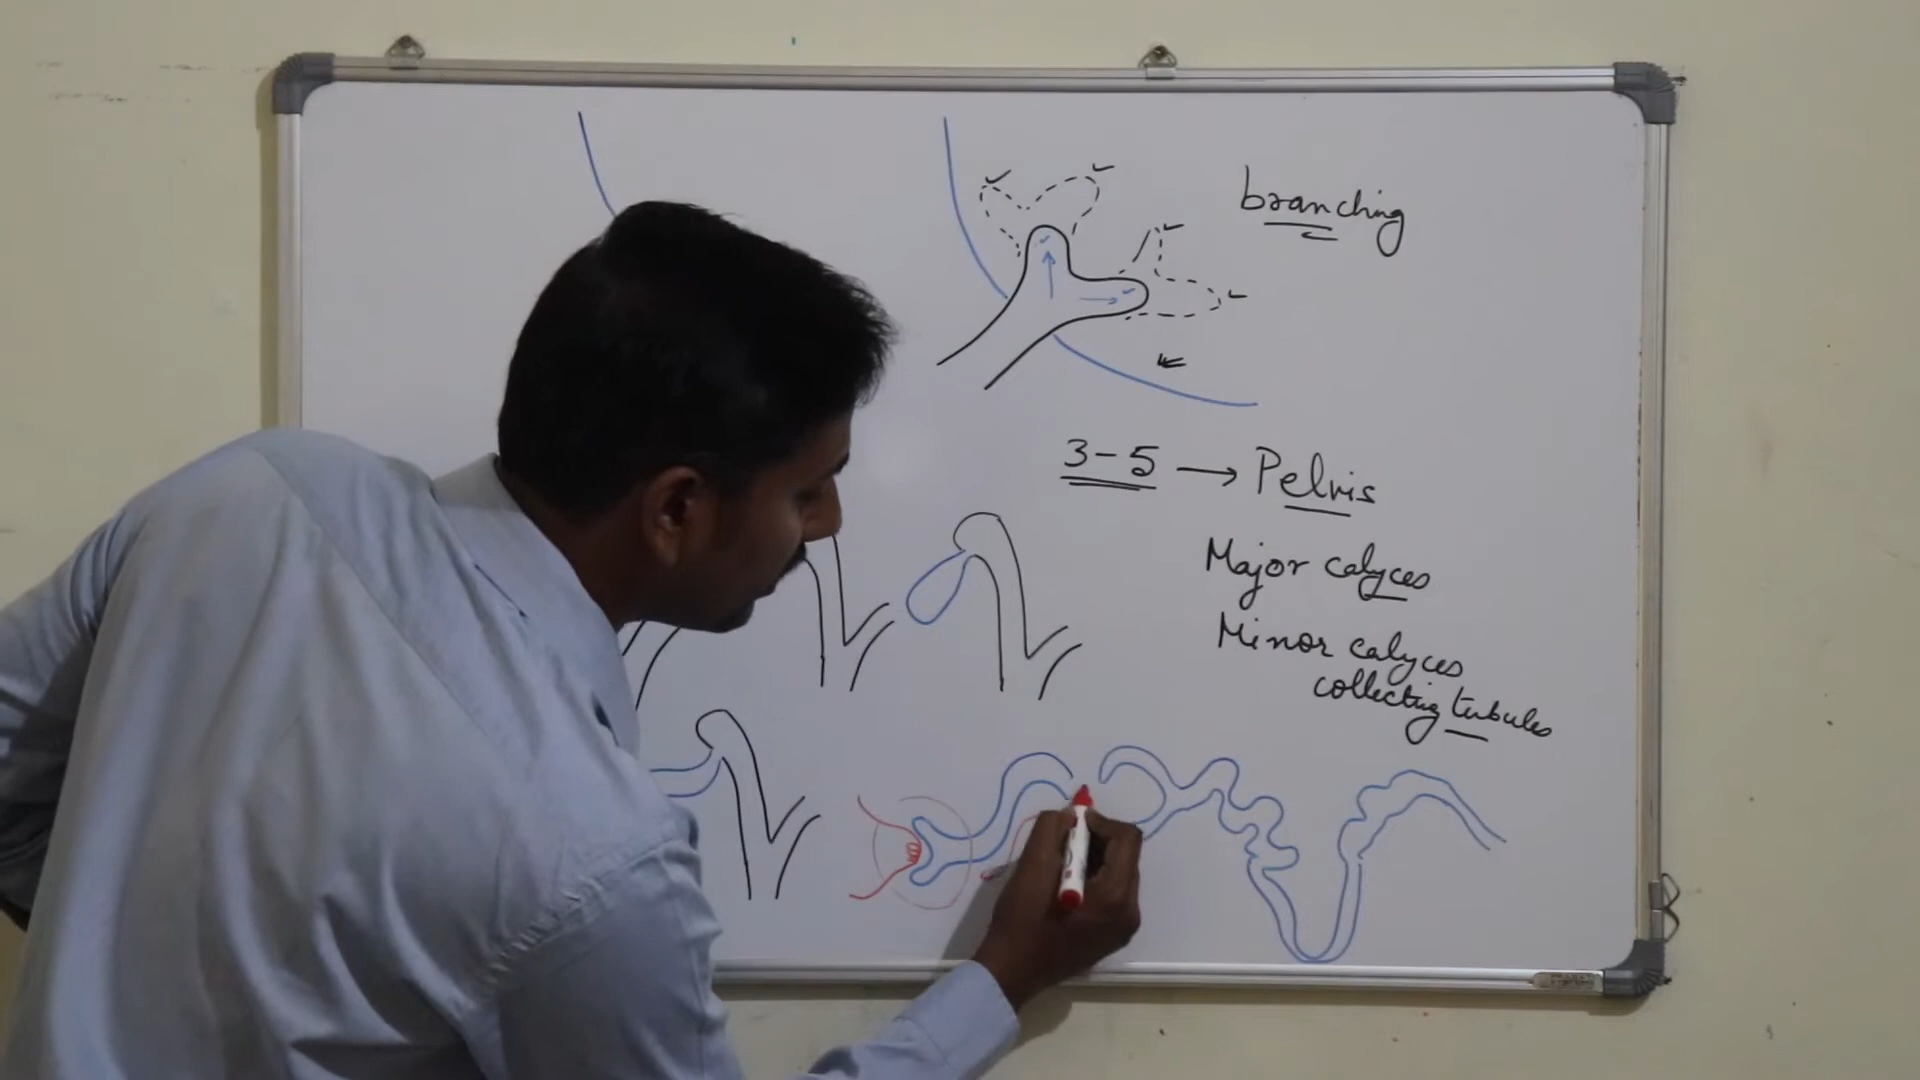 branching
3-5 → Pelvis
Major calyces
Minor calyces
collecting tubules